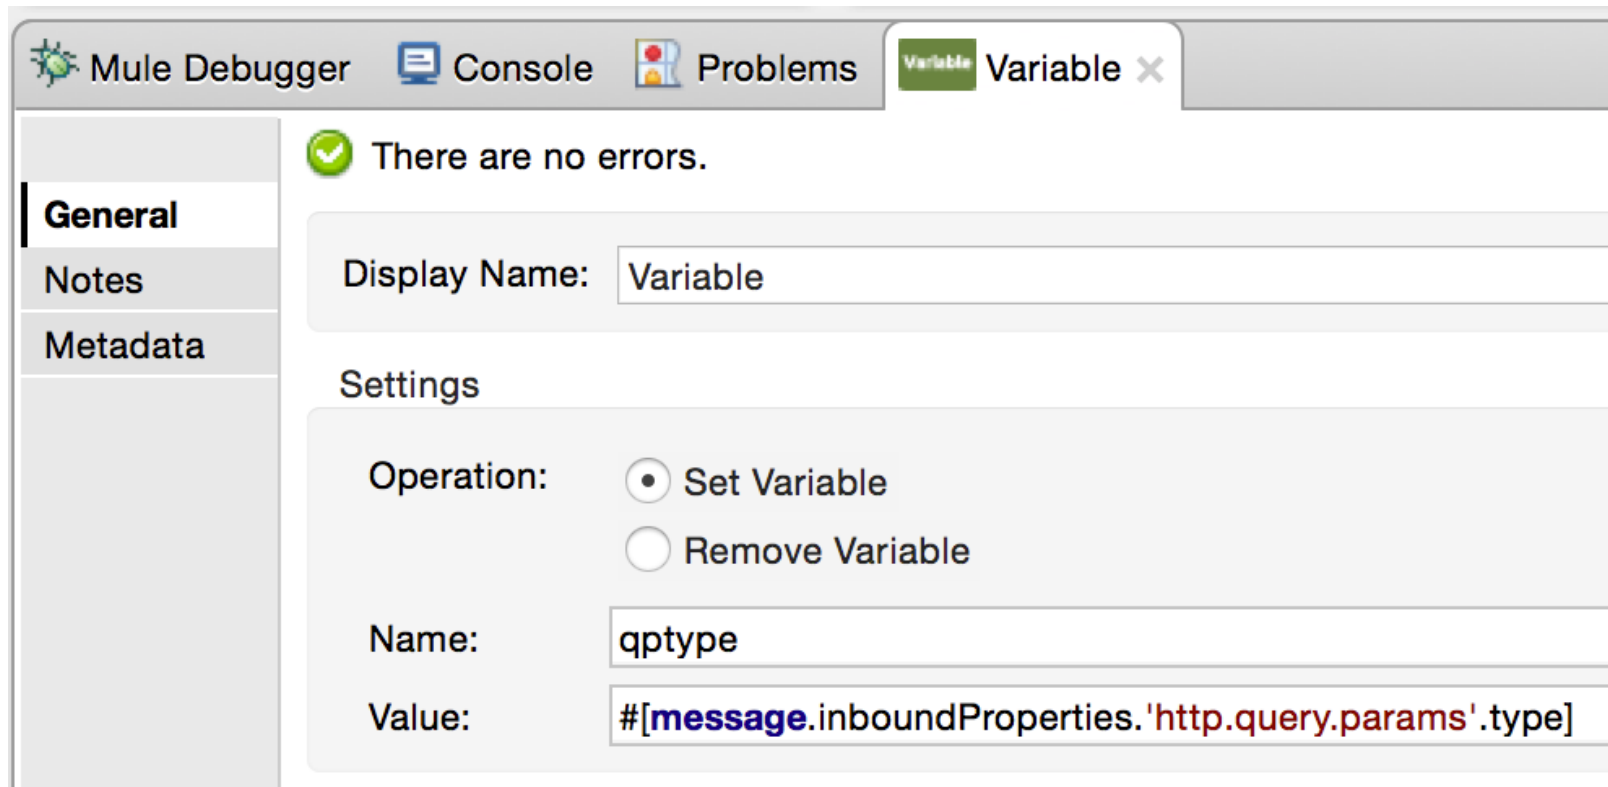 Mule Debugger Console Problems Variable Variable
There are no errors.
General
Notes
Metadata
Display Name: Variable
Settings
Operation: Set Variable
Remove Variable
Name: qptype
Value: #[message.inboundProperties.'http.query.params'.type]